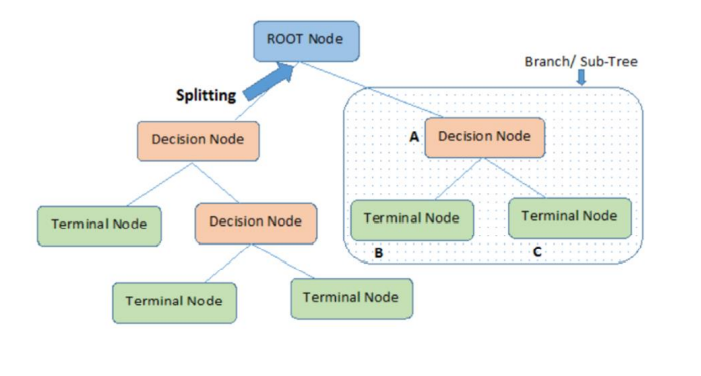 ROOT Node
Branch/ Sub-Tree
Splitting
Decision Node
A
Decision Node
Terminal Node
Decision Node
Terminal Node
Terminal Node
B
C
Terminal Node
Terminal Node